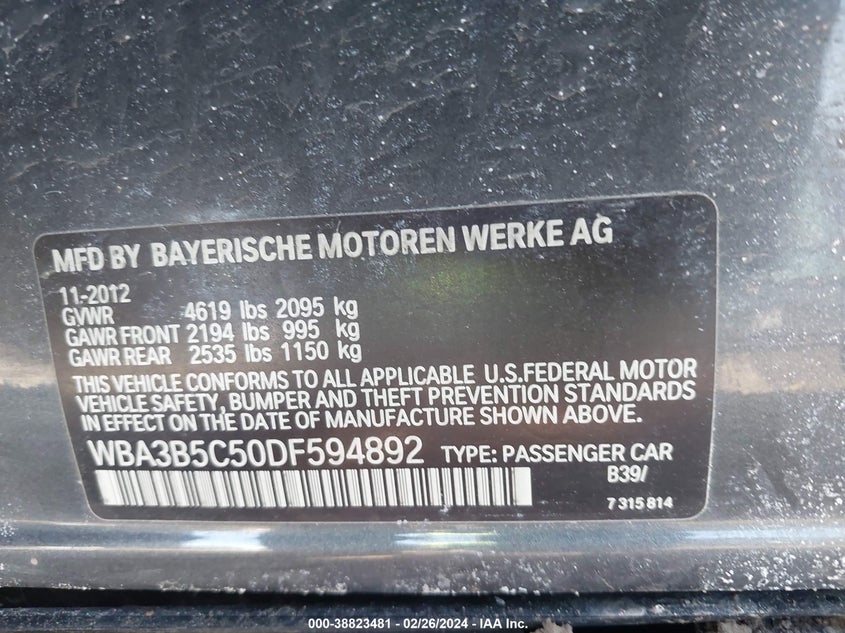 MFD BY BAYERISCHE MOTOREN WERKE AG
11-2012
GVWR 4619 lbs 2095 kg
GAWR FRONT 2194 lbs 995 kg
GAWR REAR 2535 lbs 1150 kg
THIS VEHICLE CONFORMS TO ALL APPLICABLE U.S.FEDERAL MOTOR
VEHICLE SAFETY, BUMPER AND THEFT PREVENTION STANDARDS
IN EFFECT ON THE DATE OF MANUFACTURE SHOWN ABOVE.
WBA3B5C50DF594892 TYPE: PASSENGER CAR
B39/
7 315 814
000-38823481 - 02/26/2024 - IAA Inc.